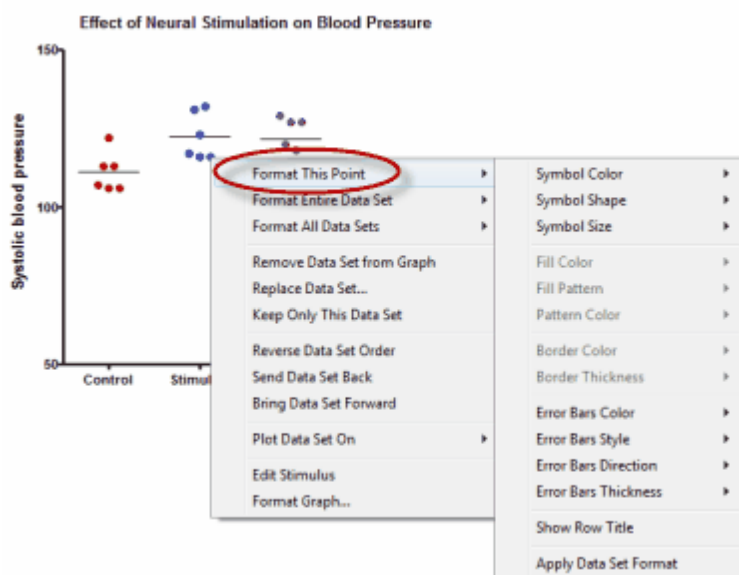 Effect of Neural Stimulation on Blood Pressure
150
100
50
Systolic blood pressure
Control
Stimul
Format This Point
Format Entire Data Set
Format All Data Sets
Remove Data Set from Graph
Replace Data Set...
Keep Only This Data Set
Reverse Data Set Order
Send Data Set Back
Bring Data Set Forward
Plot Data Set On
Edit Stimulus
Format Graph...
Symbol Color
Symbol Shape
Symbol Size
Fill Color
Fill Pattern
Pattern Color
Border Color
Border Thickness
Error Bars Color
Error Bars Style
Error Bars Direction
Error Bars Thickness
Show Row Title
Apply Data Set Format